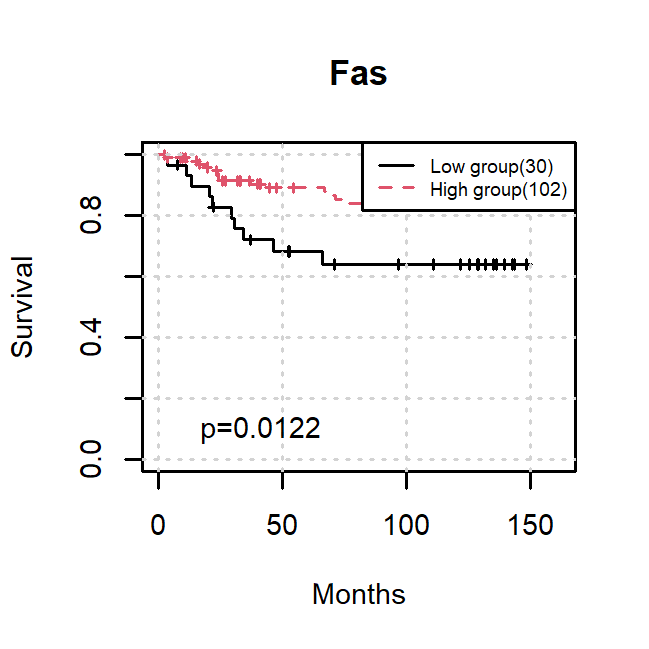 Fas
Low group(30)
High group(102)
Survival
0.8
0.4
0.0
p=0.0122
0 50 100 150
Months